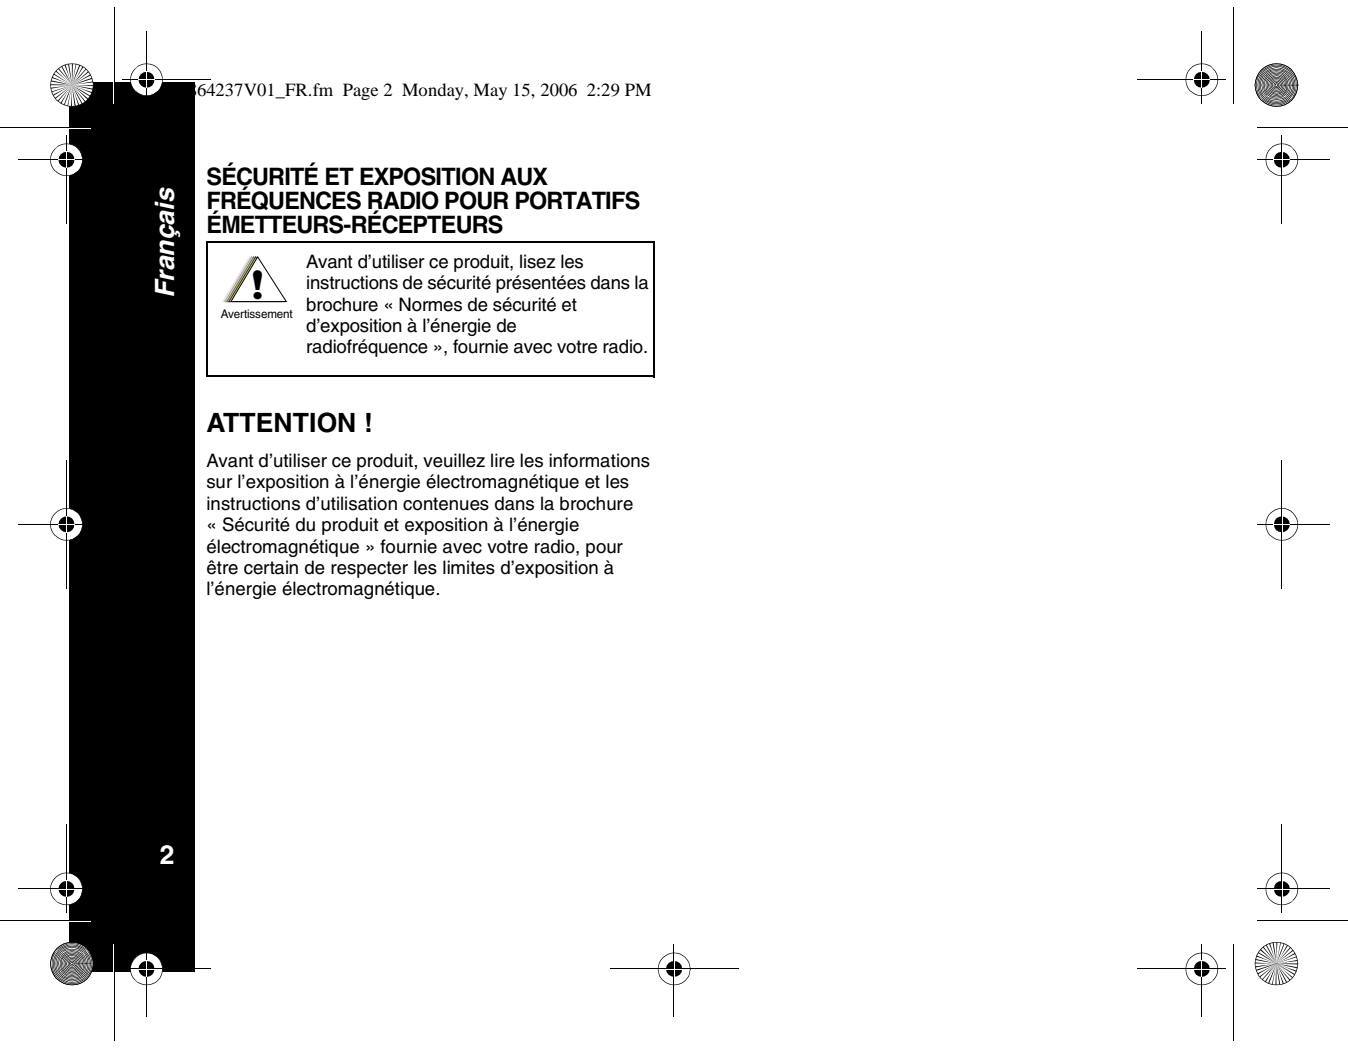 64237V01_FR.fm Page 2 Monday, May 15, 2006 2:29 PM
Français
SÉCURITÉ ET EXPOSITION AUX
FRÉQUENCES RADIO POUR PORTATIFS
ÉMETTEURS-RÉCEPTEURS
Avertissement
Avant d’utiliser ce produit, lisez les
instructions de sécurité présentées dans la
brochure « Normes de sécurité et
d’exposition à l’énergie de
radiofréquence », fournie avec votre radio.
ATTENTION !
Avant d’utiliser ce produit, veuillez lire les informations
sur l’exposition à l’énergie électromagnétique et les
instructions d’utilisation contenues dans la brochure
« Sécurité du produit et exposition à l’énergie
électromagnétique » fournie avec votre radio, pour
être certain de respecter les limites d’exposition à
l’énergie électromagnétique.
2